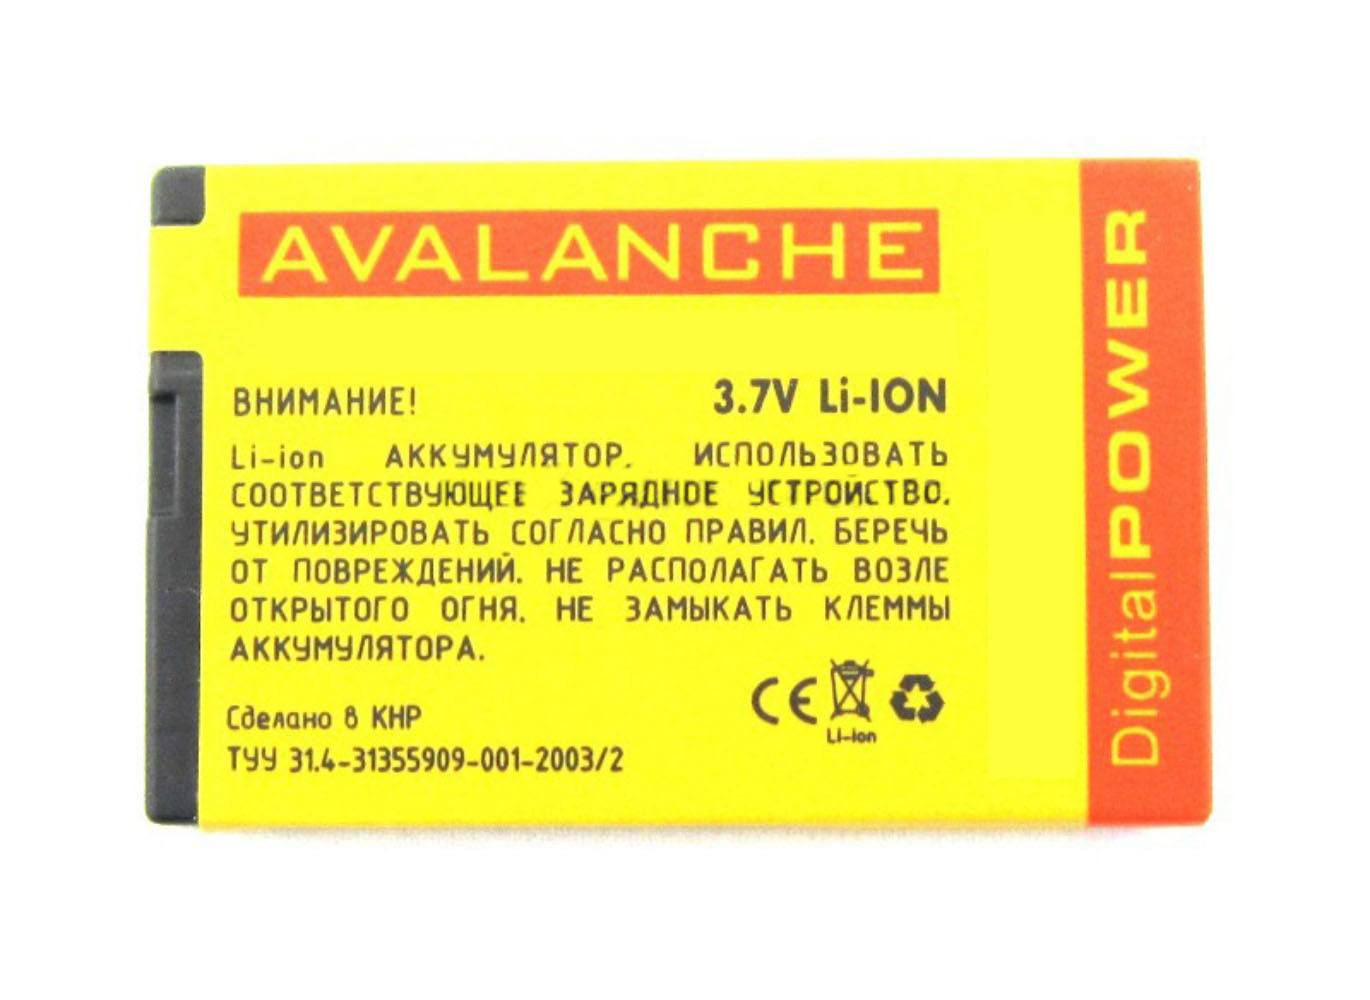 AVALANCHE
ВНИМАНИЕ! 3.7V Li-ION
Li-ion АККУМУЛЯТОР. ИСПОЛЬЗОВАТЬ
СООТВЕТСТВУЮЩЕЕ ЗАРЯДНОЕ УСТРОЙСТВО.
УТИЛИЗИРОВАТЬ СОГЛАСНО ПРАВИЛ. БЕРЕЧЬ
ОТ ПОВРЕЖДЕНИЙ. НЕ РАСПОЛАГАТЬ ВОЗЛЕ
ОТКРЫТОГО ОГНЯ. НЕ ЗАМЫКАТЬ КЛЕММЫ
АККУМУЛЯТОРА.
Сделано в КНР
ТУУ 31.4-31355909-001-2003/2
CE
Li-ion
DigitalPOWER